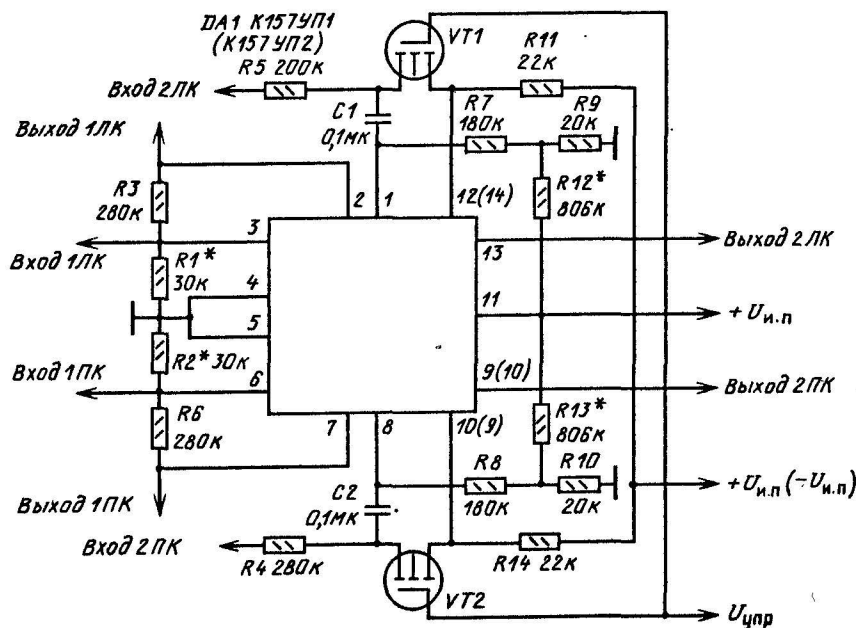 DA1 К157УП1
(К157УП2)
VT1
R11
22к
R5 200к
Вход 2ЛК
C1
0,1мк
R7
180к
R9
20к
Выход 1ЛК
R3
280к
2
1
12(14)
R12*
806к
3
13
Выход 2ЛК
Вход 1ЛК
R1*
30к
4
11
+Uи.п
5
R2* 30к
Вход 1ПК
6
9(10)
Выход 2ПК
R6
280к
7
8
10(9)
R13*
806к
R8
180к
R10
20к
+Uи.п(-Uи.п)
Выход 1ПК
C2
0,1мк
Вход 2ПК
R4 280к
R14 22к
VT2
Uупр